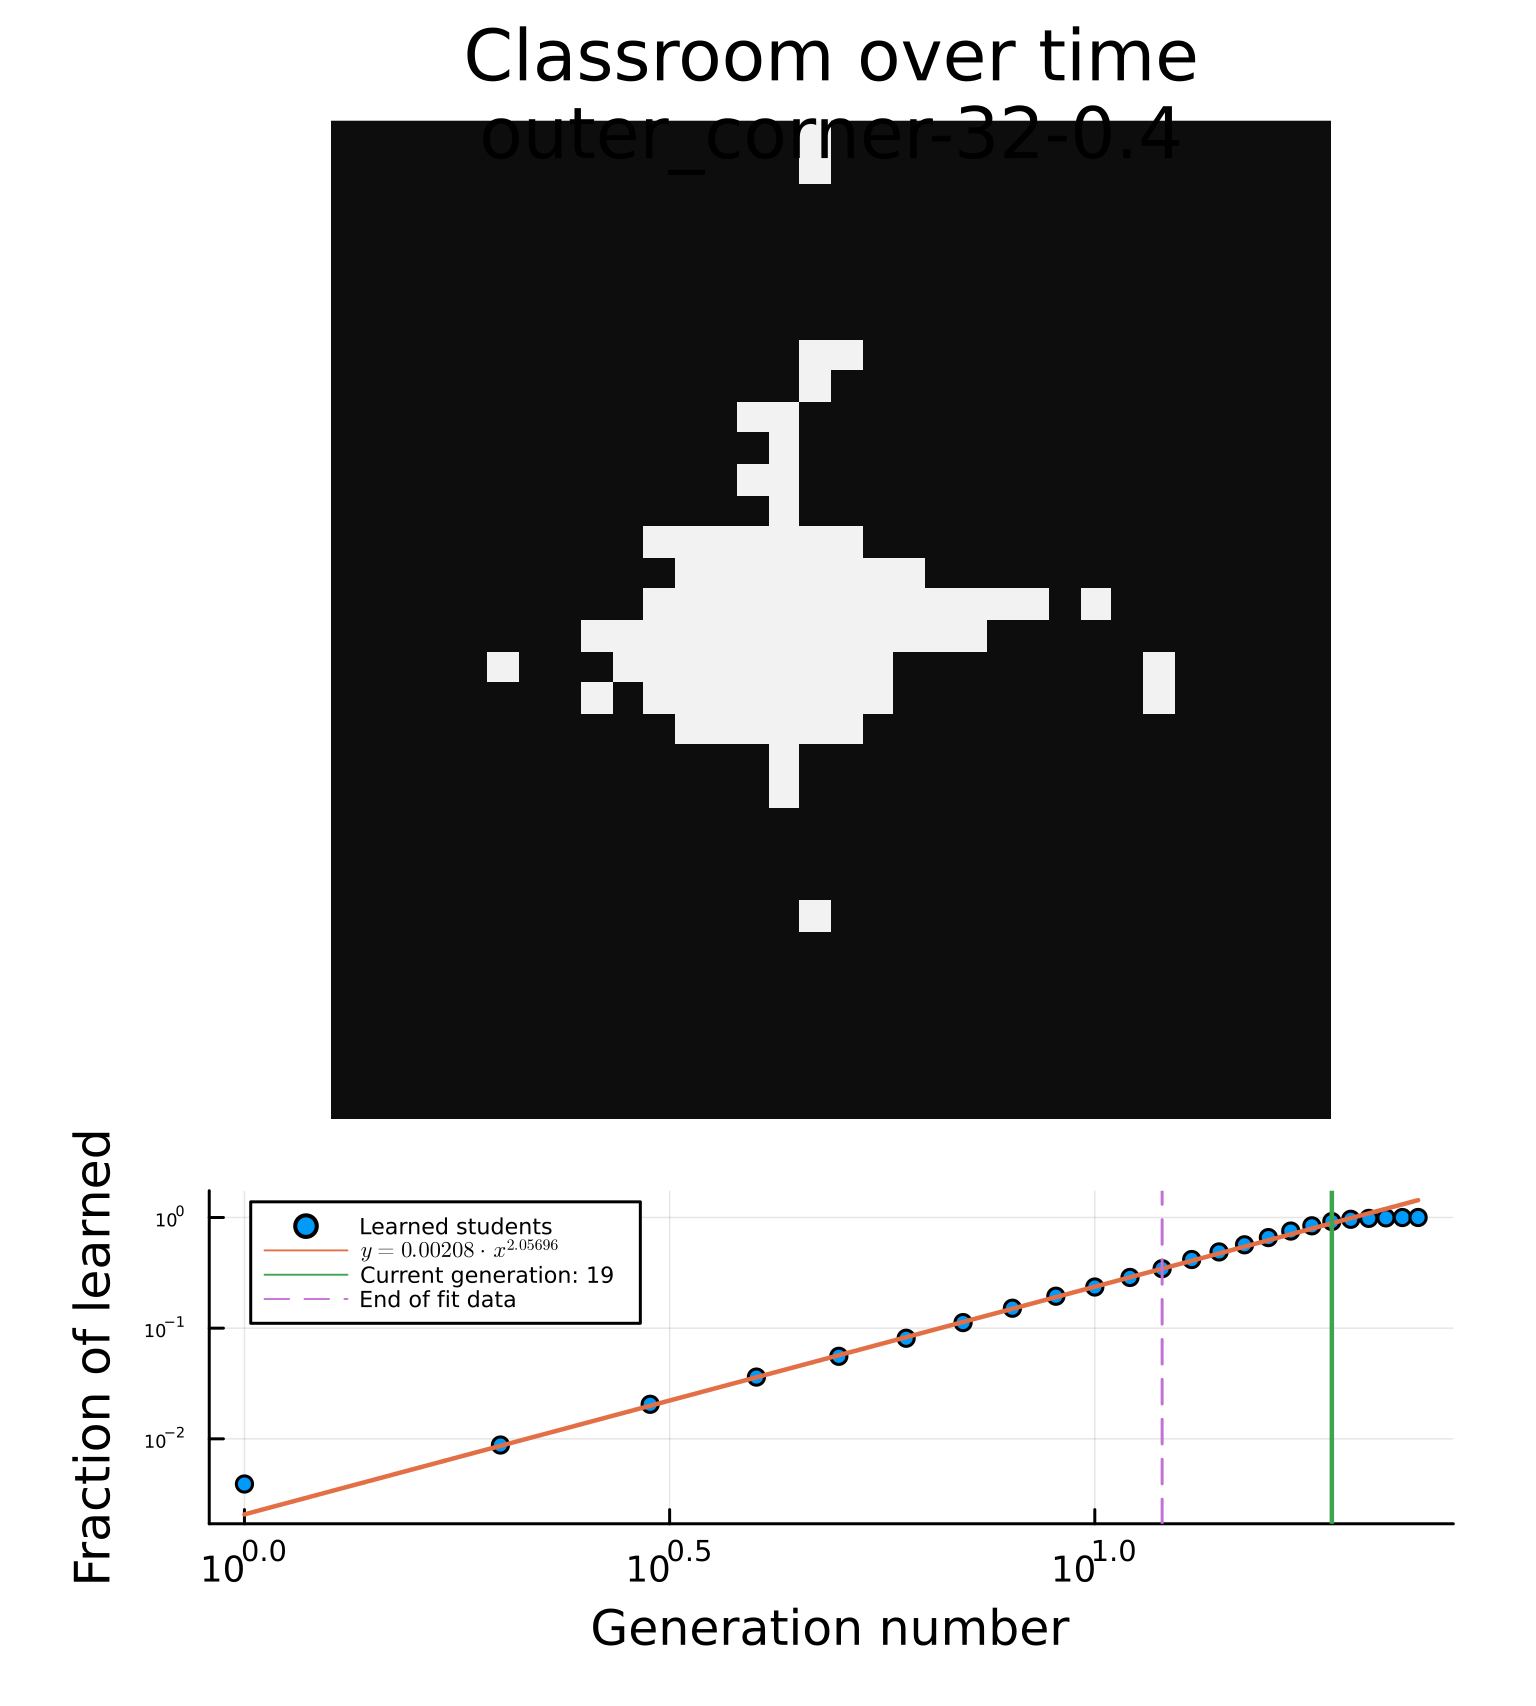 Classroom over time
outer_corner-32-0.4
Fraction of learned
10^0
10^-1
10^-2
Learned students
y = 0.00208 · x^2.05696
Current generation: 19
End of fit data
10^0.0
10^0.5
10^1.0
Generation number